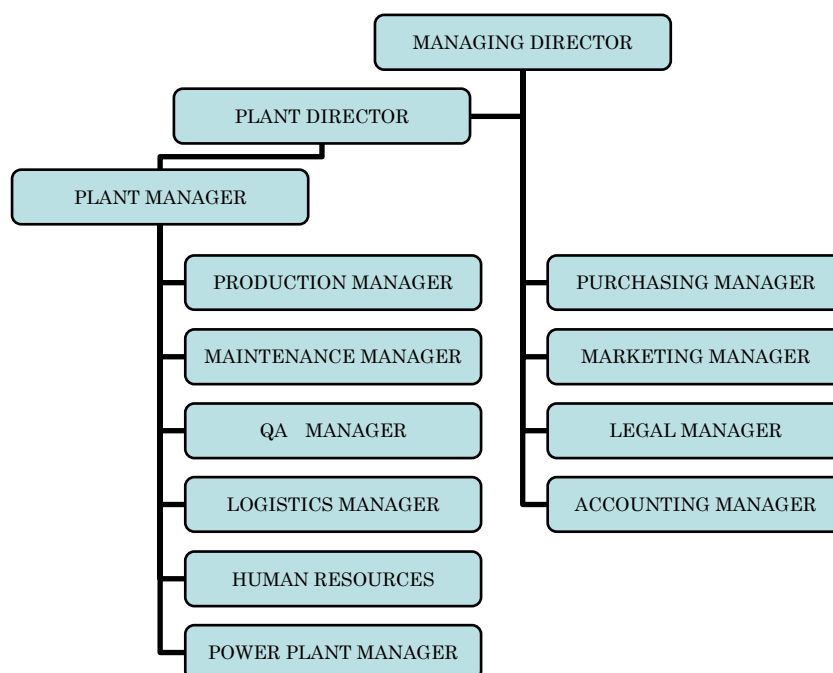 MANAGING DIRECTOR
PLANT DIRECTOR
PLANT MANAGER
PRODUCTION MANAGER
MAINTENANCE MANAGER
QA MANAGER
LOGISTICS MANAGER
HUMAN RESOURCES
POWER PLANT MANAGER
PURCHASING MANAGER
MARKETING MANAGER
LEGAL MANAGER
ACCOUNTING MANAGER